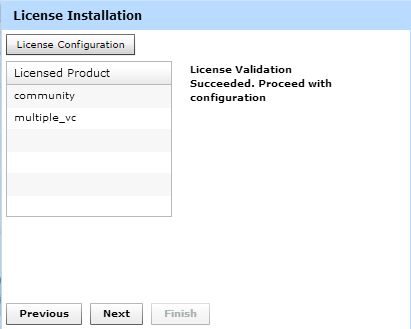 License Installation
License Configuration
Licensed Product
community
multiple_vc
License Validation
Succeeded. Proceed with
configuration
Previous
Next
Finish